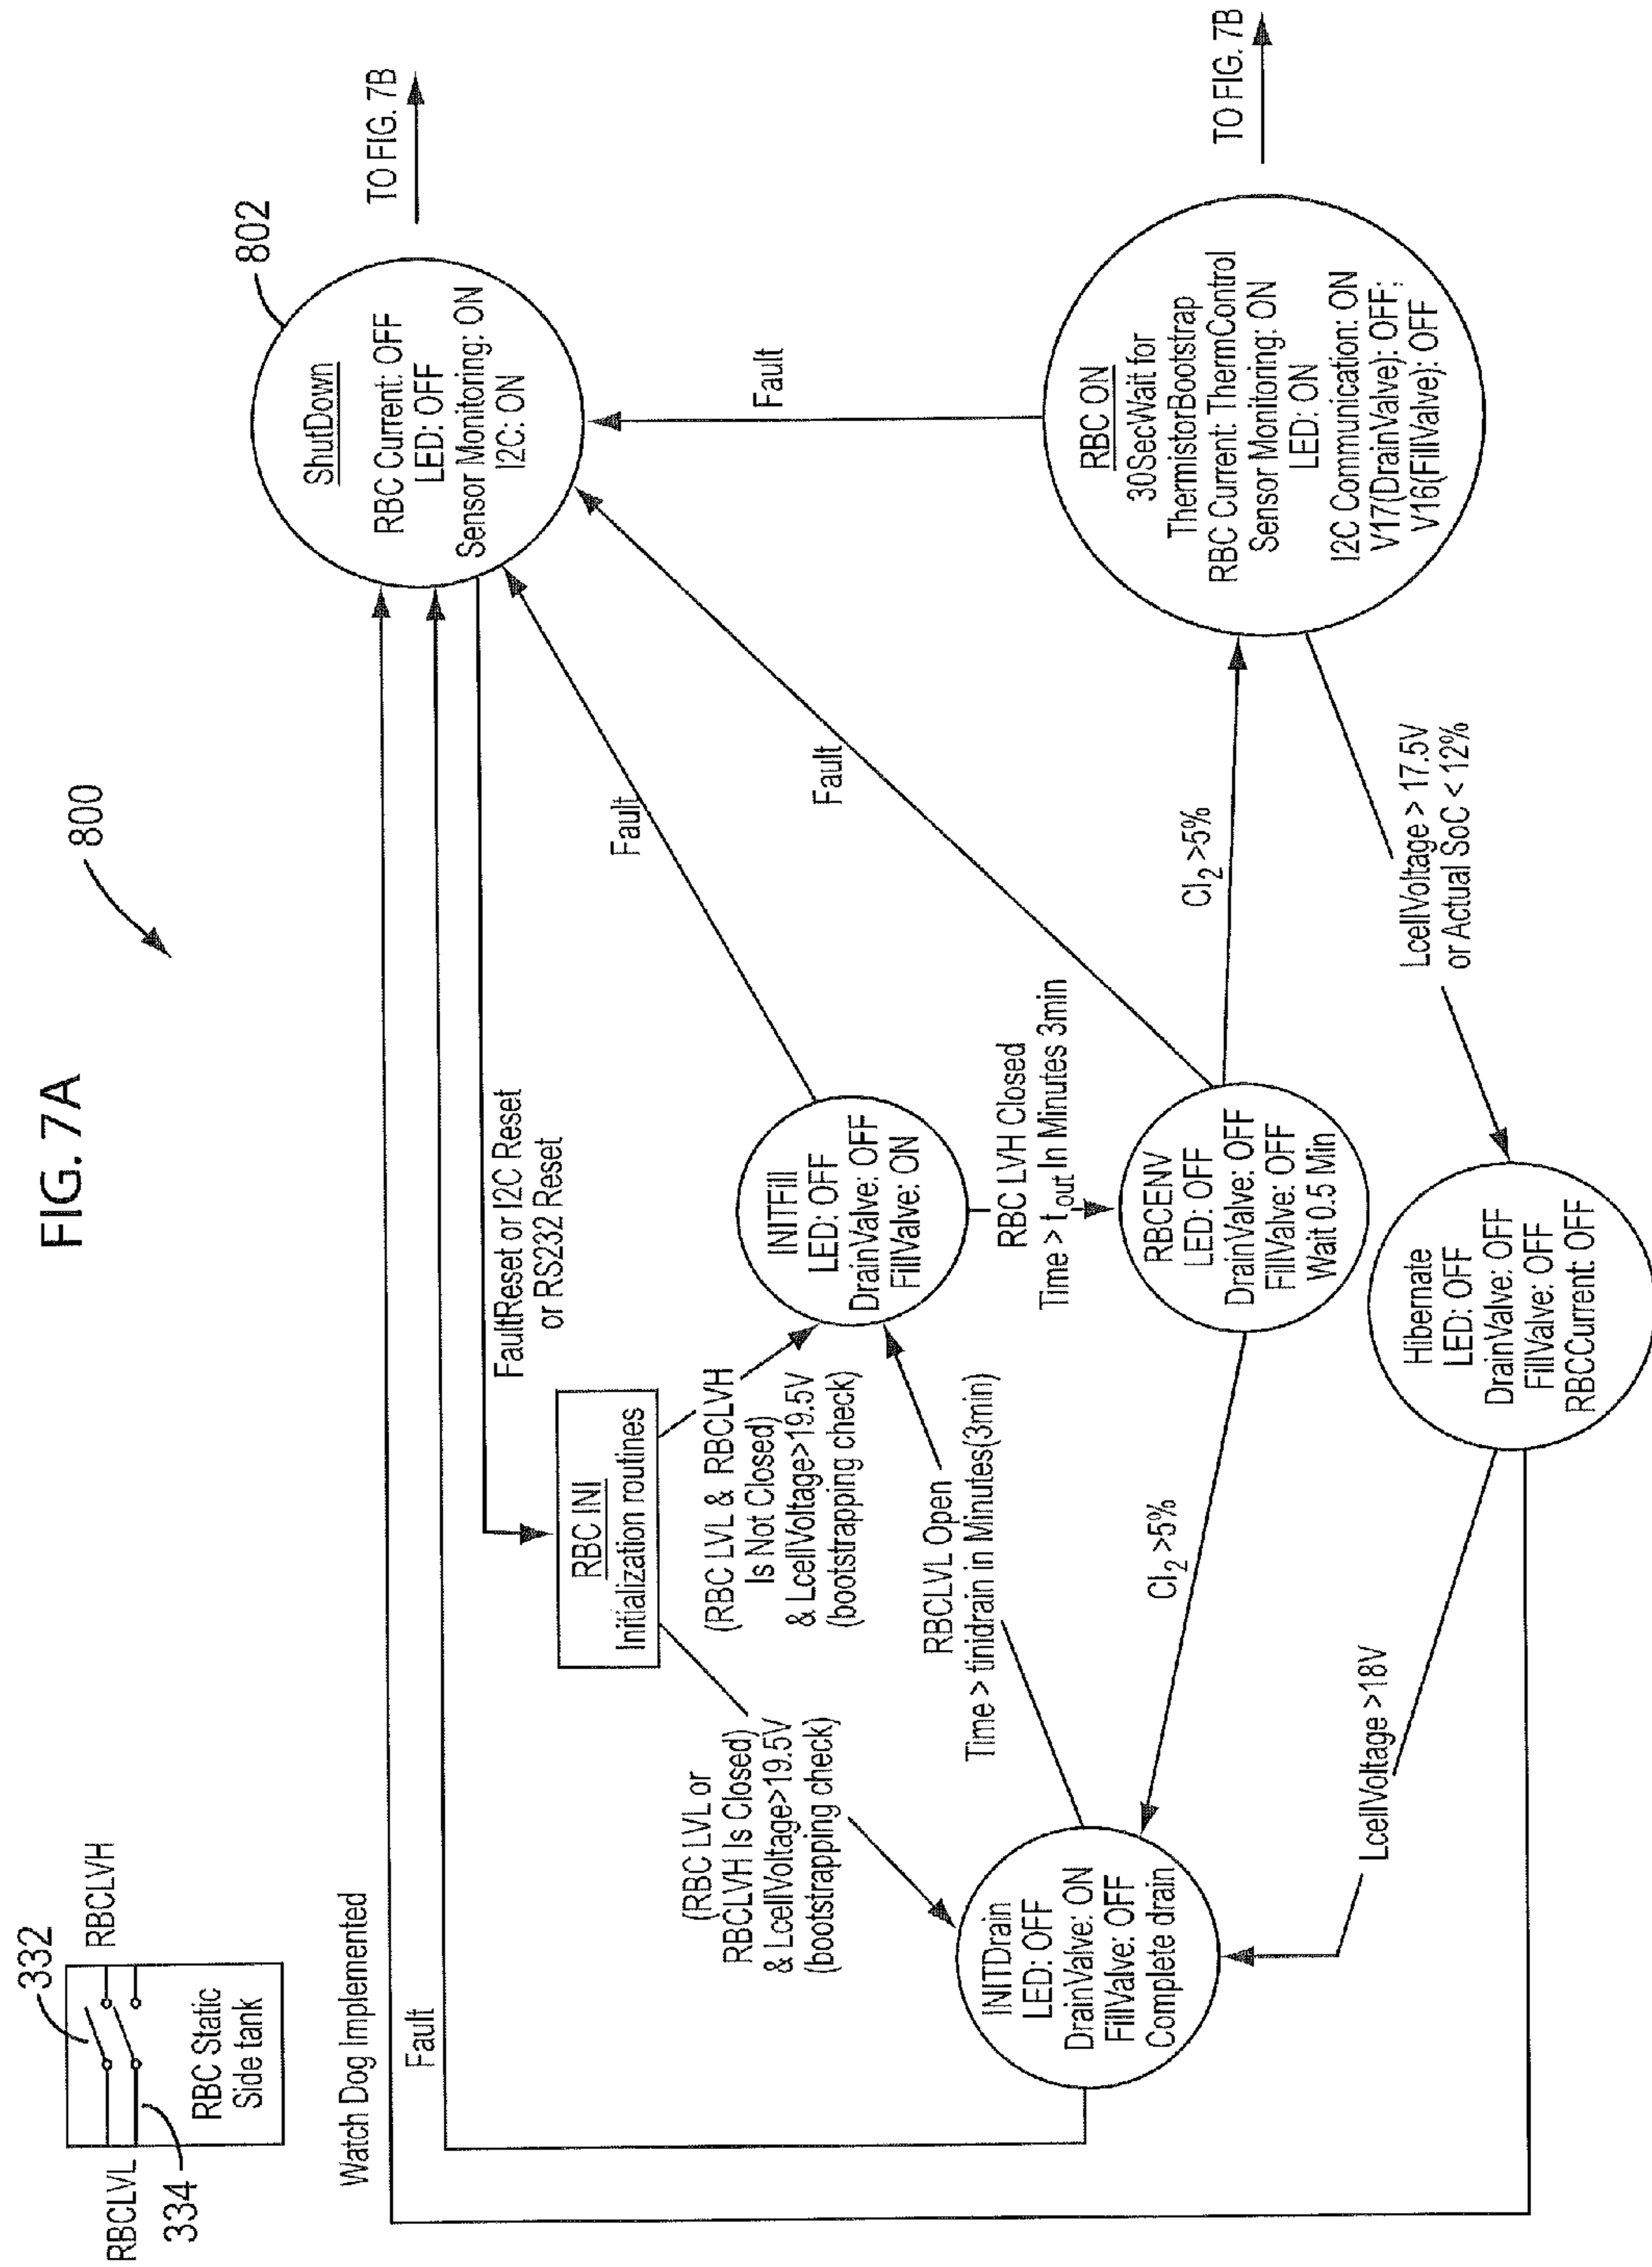 FIG. 7A
800
RBCLVL
334
332
RBCLVH
RBC Static
Side tank
Watch Dog Implemented
Fault
802
ShutDown
RBC Current: OFF
LED: OFF
Sensor Monitoring: ON
I2C: ON
TO FIG. 7B
FaultReset or I2C Reset
or RS232 Reset
RBC INI
Initialization routines
(RBC LVL or
RBCLVH Is Closed)
& LcellVoltage>19.5V
(bootstrapping check)
(RBC LVL & RBCLVH
Is Not Closed)
& LcellVoltage>19.5V
(bootstrapping check)
Fault
INITFill
LED: OFF
DrainValve: OFF
FillValve: ON
RBCLVL Open
Time > tinidrain in Minutes(3min)
INITDrain
LED: OFF
DrainValve: ON
FillValve: OFF
Complete drain
RBC LVH Closed
Time > tout In Minutes 3min
Fault
Fault
RBCENV
LED: OFF
DrainValve: OFF
FillValve: OFF
Wait 0.5 Min
Cl2 >5%
Cl2 >5%
RBC ON
30SecWait for
ThermistorBootstrap
RBC Current: ThermControl
Sensor Monitoring: ON
LED: ON
I2C Communication: ON
V17(DrainValve): OFF;
V16(FillValve): OFF
TO FIG. 7B
LcellVoltage > 17.5V
or Actual SoC < 12%
LcellVoltage >18V
Hibernate
LED: OFF
DrainValve: OFF
FillValve: OFF
RBCCurrent: OFF